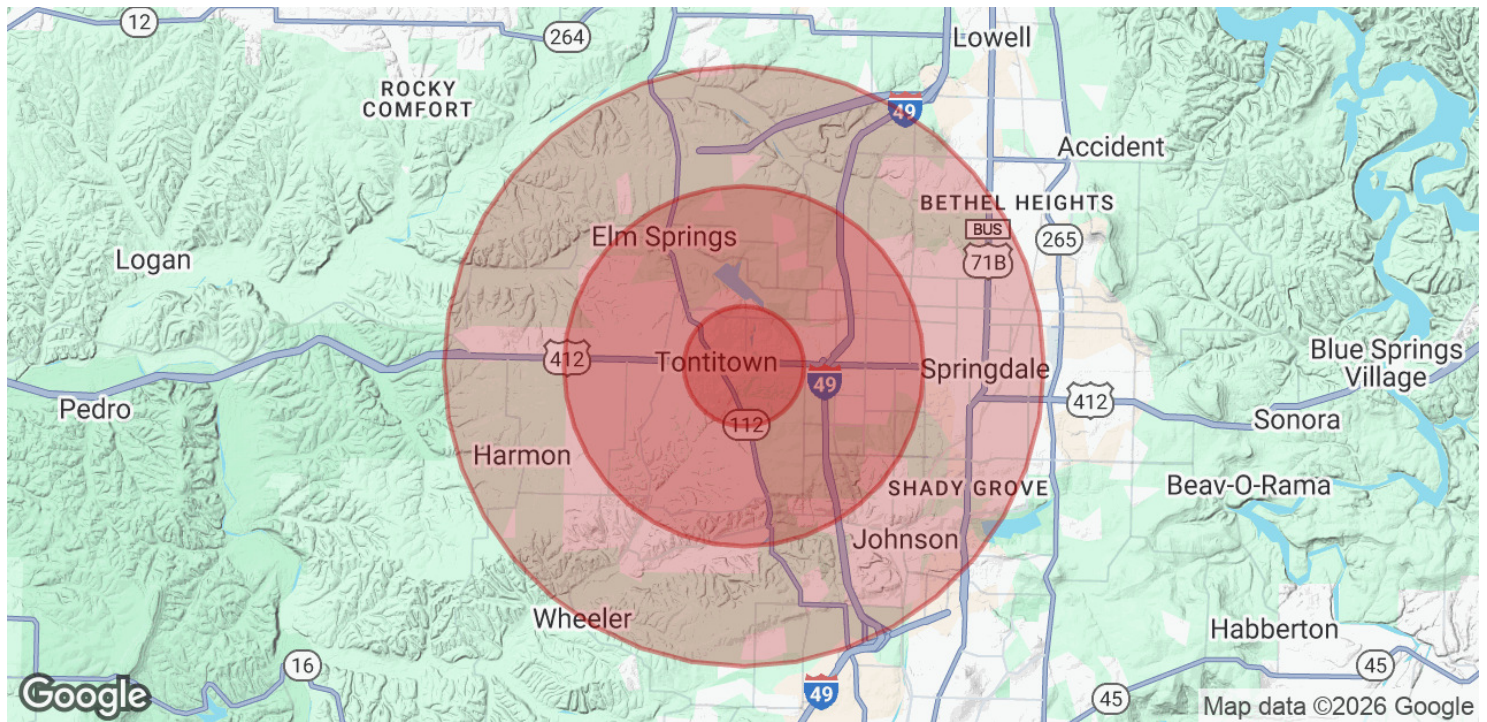 12
264
Lowell
ROCKY
COMFORT
49
Accident
BETHEL HEIGHTS
BUS
71B
265
Elm Springs
Logan
412
Tontitown
49
Springdale
Blue Springs
Village
Pedro
412
Sonora
112
Harmon
SHADY GROVE
Beav-O-Rama
Johnson
Wheeler
Habberton
16
45
49
45
Google
Map data ©2026 Google